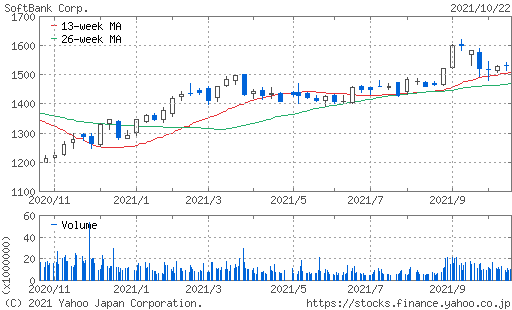 SoftBank Corp. 2021/10/22
1700
13-week MA
26-week MA
1600
1500
1400
1300
1200
1100
2020/11 2021/1 2021/3 2021/5 2021/7 2021/9
60
Volume
40
20
0
(x1000000)
2020/11 2021/1 2021/3 2021/5 2021/7 2021/9
(C) 2021 Yahoo Japan Corporation. https://stocks.finance.yahoo.co.jp